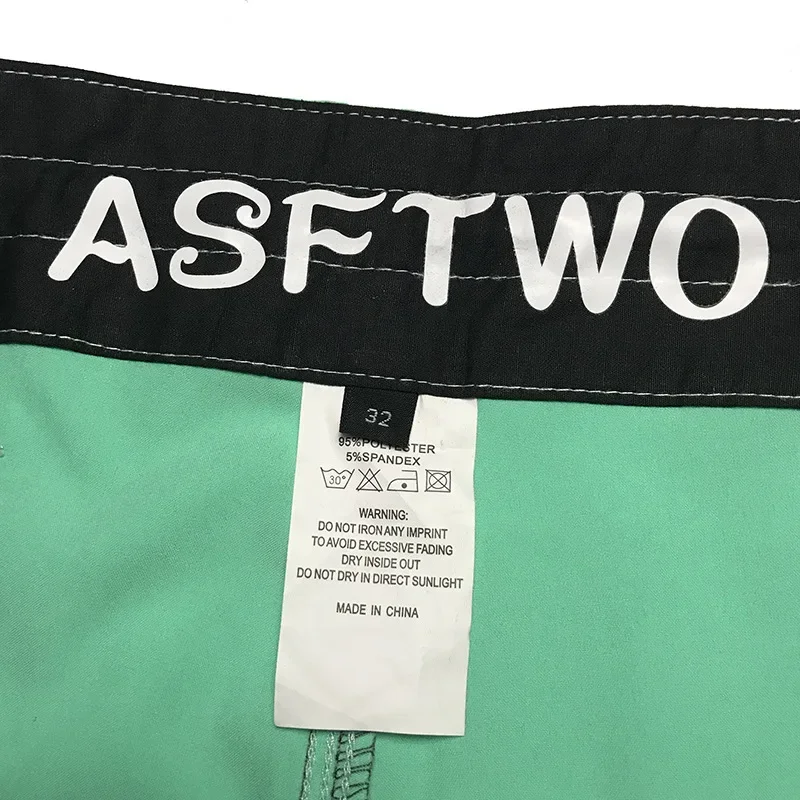 ASFTWO
32
95%POLYESTER
5%SPANDEX
30°
WARNING:
DO NOT IRON ANY IMPRINT
TO AVOID EXCESSIVE FADING
DRY INSIDE OUT
DO NOT DRY IN DIRECT SUNLIGHT
MADE IN CHINA